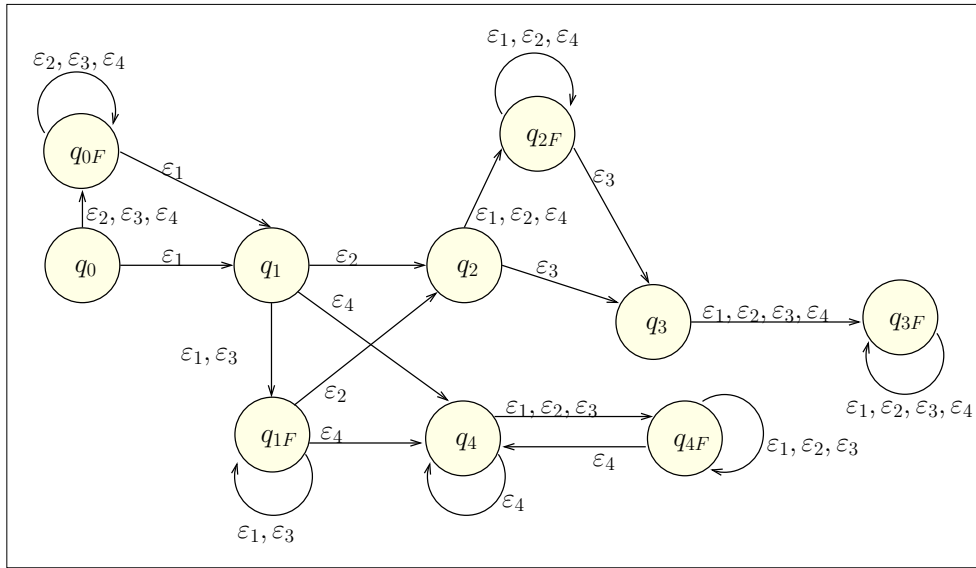 ε₁, ε₂, ε₄
ε₂, ε₃, ε₄
q₂F
q₀F
ε₁
ε₃
ε₂, ε₃, ε₄
ε₁, ε₂, ε₄
q₀
ε₁
q₁
ε₂
q₂
ε₃
ε₄
q₃
ε₁, ε₂, ε₃, ε₄
q₃F
ε₁, ε₃
ε₂
ε₁, ε₂, ε₃, ε₄
q₁F
ε₄
q₄
ε₁, ε₂, ε₃
q₄F
ε₁, ε₂, ε₃
ε₄
ε₄
ε₁, ε₃